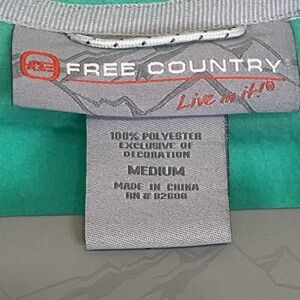 FREE COUNTRY
Live in it!®
100% POLYESTER
EXCLUSIVE OF
DECORATION
MEDIUM
MADE IN CHINA
RN # 82606